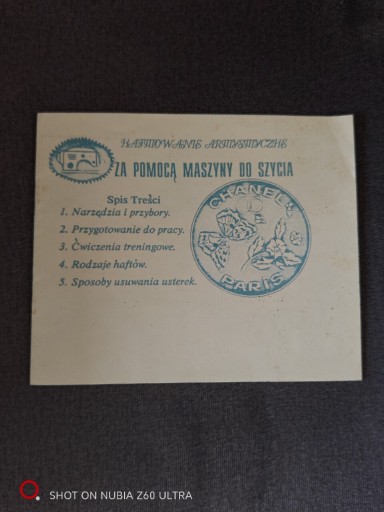 HAFTOWANIE ARTYSTYCZNE
ZA POMOCĄ MASZYNY DO SZYCIA
Spis Treści
1. Narzędzia i przybory.
2. Przygotowanie do pracy.
3. Ćwiczenia treningowe.
4. Rodzaje haftów.
5. Sposoby usuwania usterek.
CHANEL
PARIS
SHOT ON NUBIA Z60 ULTRA